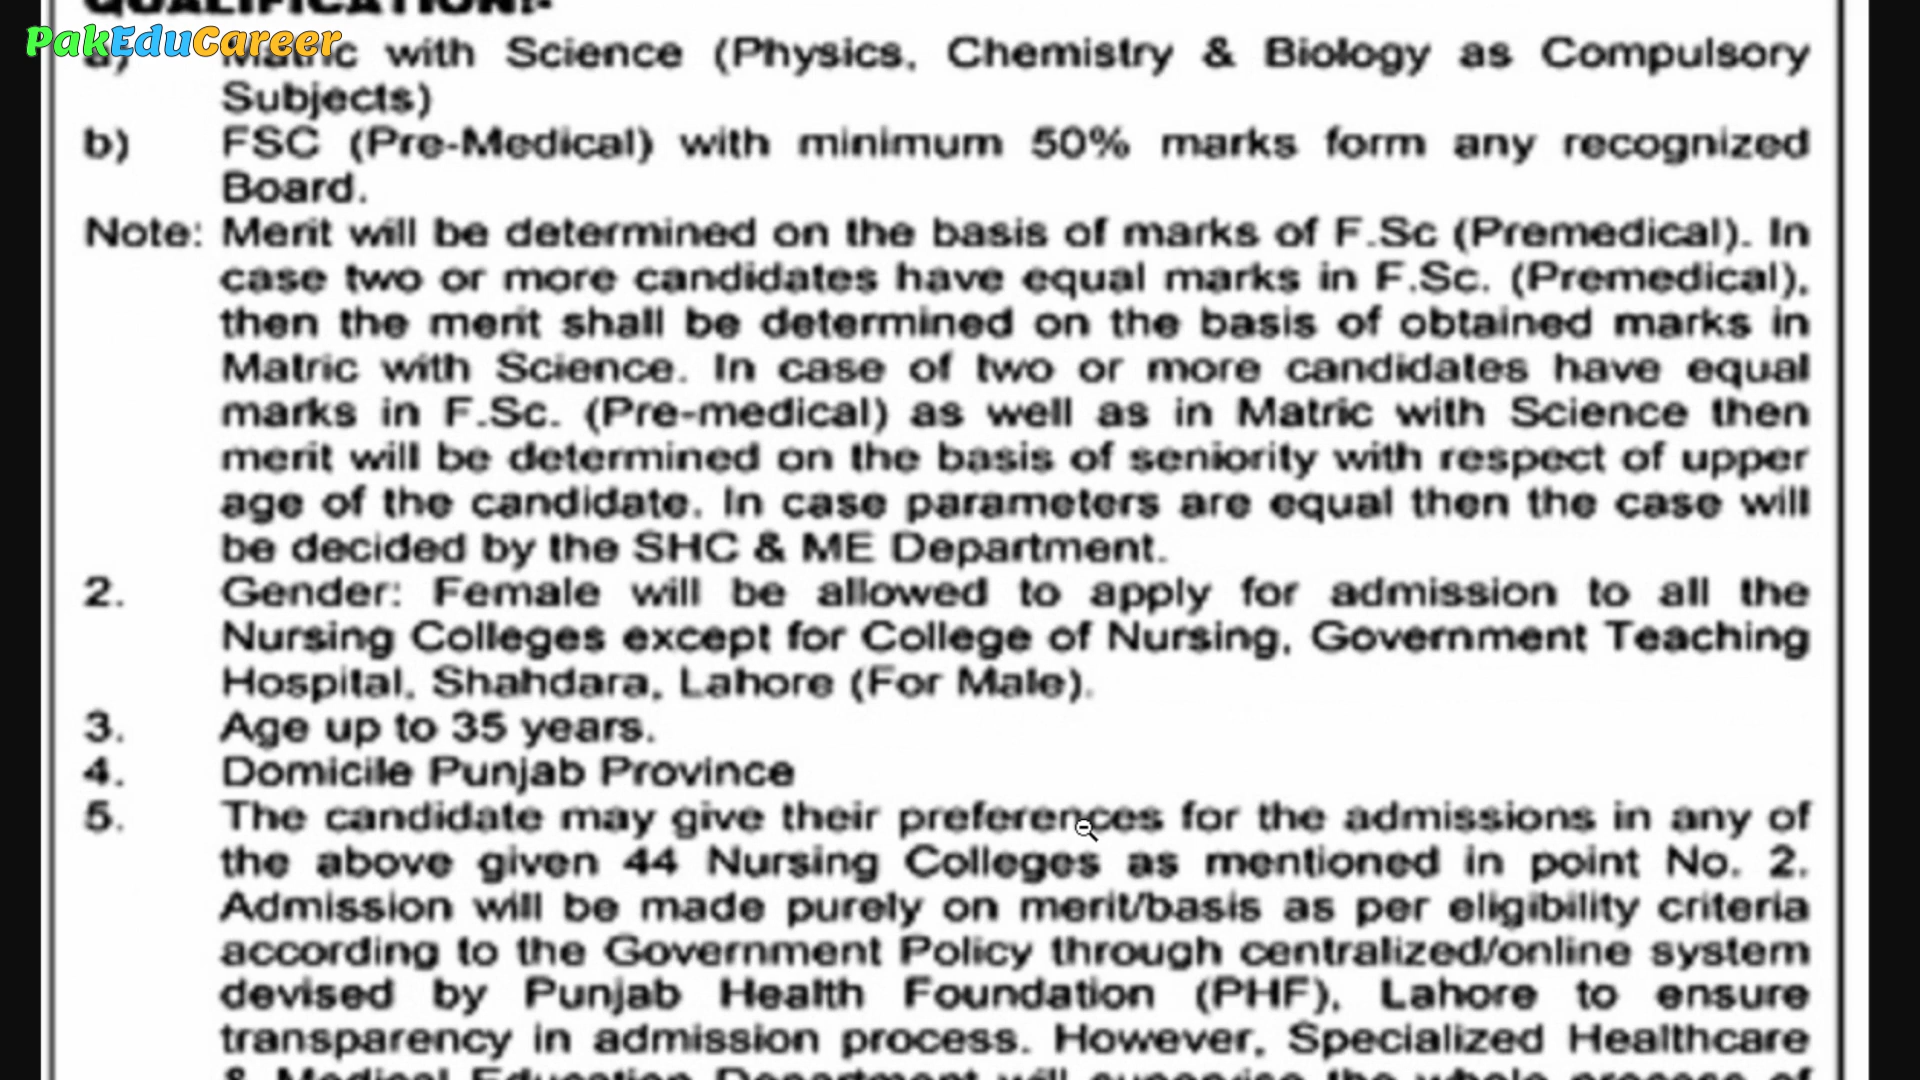 QUALIFICATION:-
PakEduCareer
a) Matric with Science (Physics, Chemistry & Biology as Compulsory
Subjects)
b) FSC (Pre-Medical) with minimum 50% marks form any recognized
Board.
Note: Merit will be determined on the basis of marks of F.Sc (Premedical). In
case two or more candidates have equal marks in F.Sc. (Premedical),
then the merit shall be determined on the basis of obtained marks in
Matric with Science. In case of two or more candidates have equal
marks in F.Sc. (Pre-medical) as well as in Matric with Science then
merit will be determined on the basis of seniority with respect of upper
age of the candidate. In case parameters are equal then the case will
be decided by the SHC & ME Department.
2. Gender: Female will be allowed to apply for admission to all the
Nursing Colleges except for College of Nursing, Government Teaching
Hospital, Shahdara, Lahore (For Male).
3. Age up to 35 years.
4. Domicile Punjab Province
5. The candidate may give their preferences for the admissions in any of
the above given 44 Nursing Colleges as mentioned in point No. 2.
Admission will be made purely on merit/basis as per eligibility criteria
according to the Government Policy through centralized/online system
devised by Punjab Health Foundation (PHF), Lahore to ensure
transparency in admission process. However, Specialized Healthcare
& Medical Education Department will supervise the whole process of